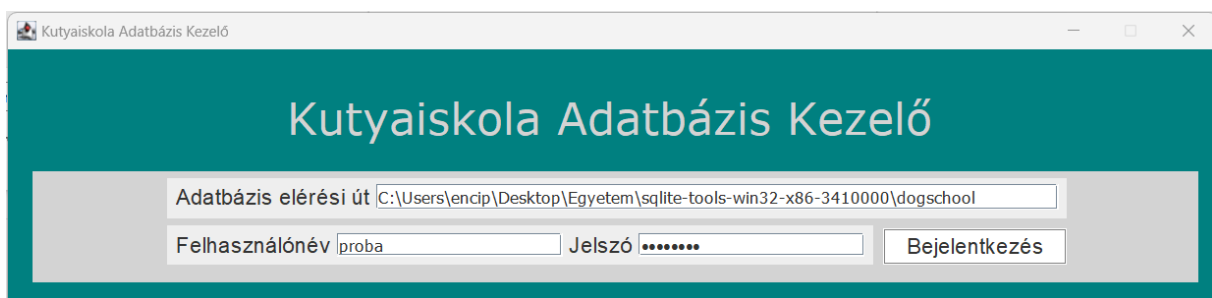 Kutyaiskola Adatbázis Kezelő
Kutyaiskola Adatbázis Kezelő
Adatbázis elérési út C:\Users\encip\Desktop\Egyetem\sqlite-tools-win32-x86-3410000\dogschool
Felhasználónév proba Jelszó •••••••• Bejelentkezés